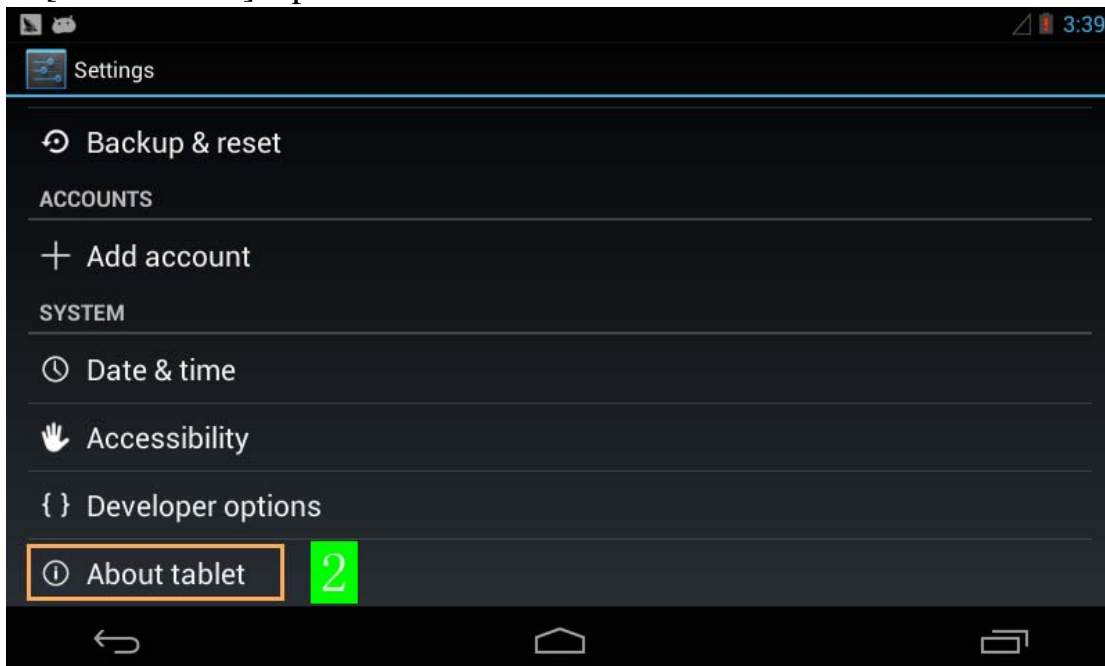 3:39
Settings
Backup & reset
ACCOUNTS
Add account
SYSTEM
Date & time
Accessibility
{ } Developer options
About tablet 2